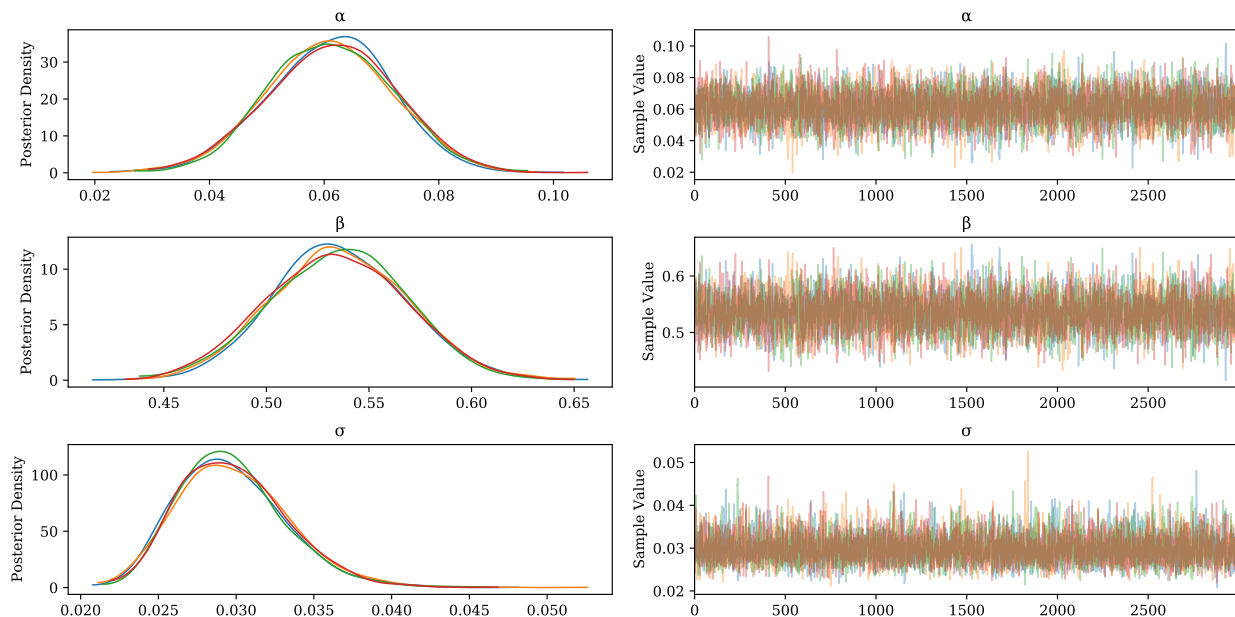 α
Posterior Density
30
20
10
0
0.02 0.04 0.06 0.08 0.10
α
Sample Value
0.10
0.08
0.06
0.04
0.02
0 500 1000 1500 2000 2500
β
Posterior Density
10
5
0
0.45 0.50 0.55 0.60 0.65
β
Sample Value
0.6
0.5
0 500 1000 1500 2000 2500
σ
Posterior Density
100
50
0
0.020 0.025 0.030 0.035 0.040 0.045 0.050
σ
Sample Value
0.05
0.04
0.03
0.02
0 500 1000 1500 2000 2500